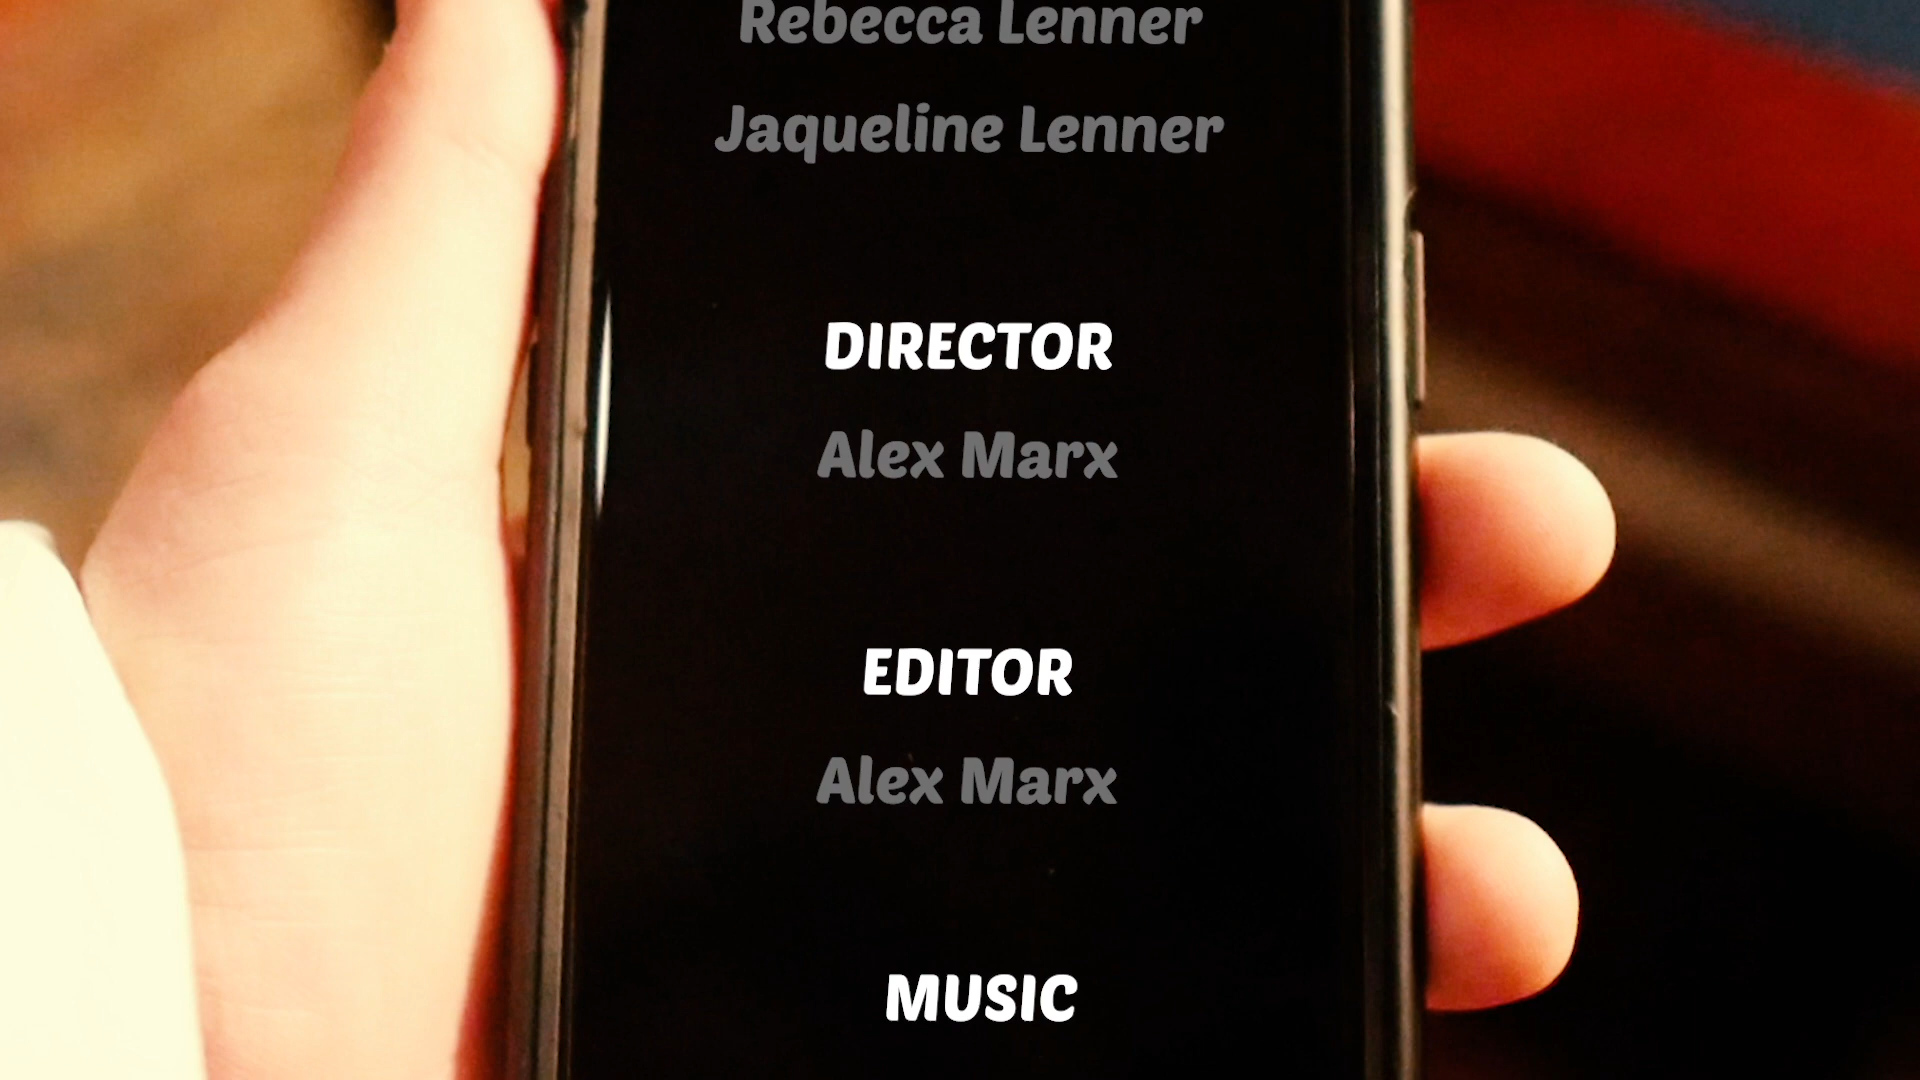 Rebecca Lenner
Jaqueline Lenner
DIRECTOR
Alex Marx
EDITOR
Alex Marx
MUSIC